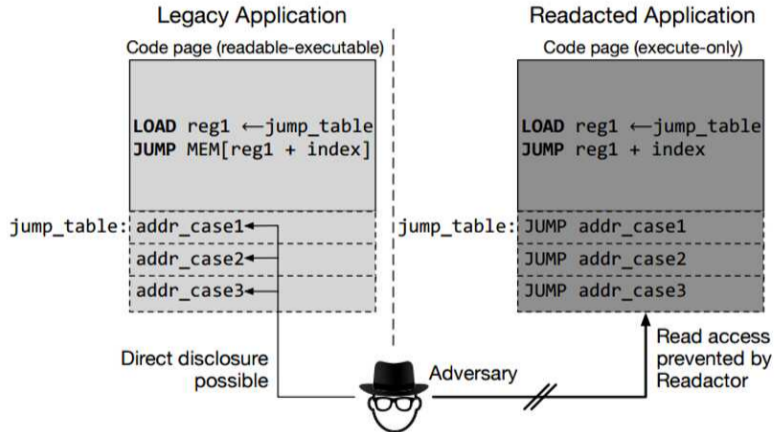 Legacy Application
Code page (readable-executable)
LOAD reg1 ←jump_table
JUMP MEM[reg1 + index]
jump_table:
addr_case1
addr_case2
addr_case3
Direct disclosure
possible
Readacted Application
Code page (execute-only)
LOAD reg1 ←jump_table
JUMP reg1 + index
jump_table:
JUMP addr_case1
JUMP addr_case2
JUMP addr_case3
Adversary
Read access
prevented by
Readactor